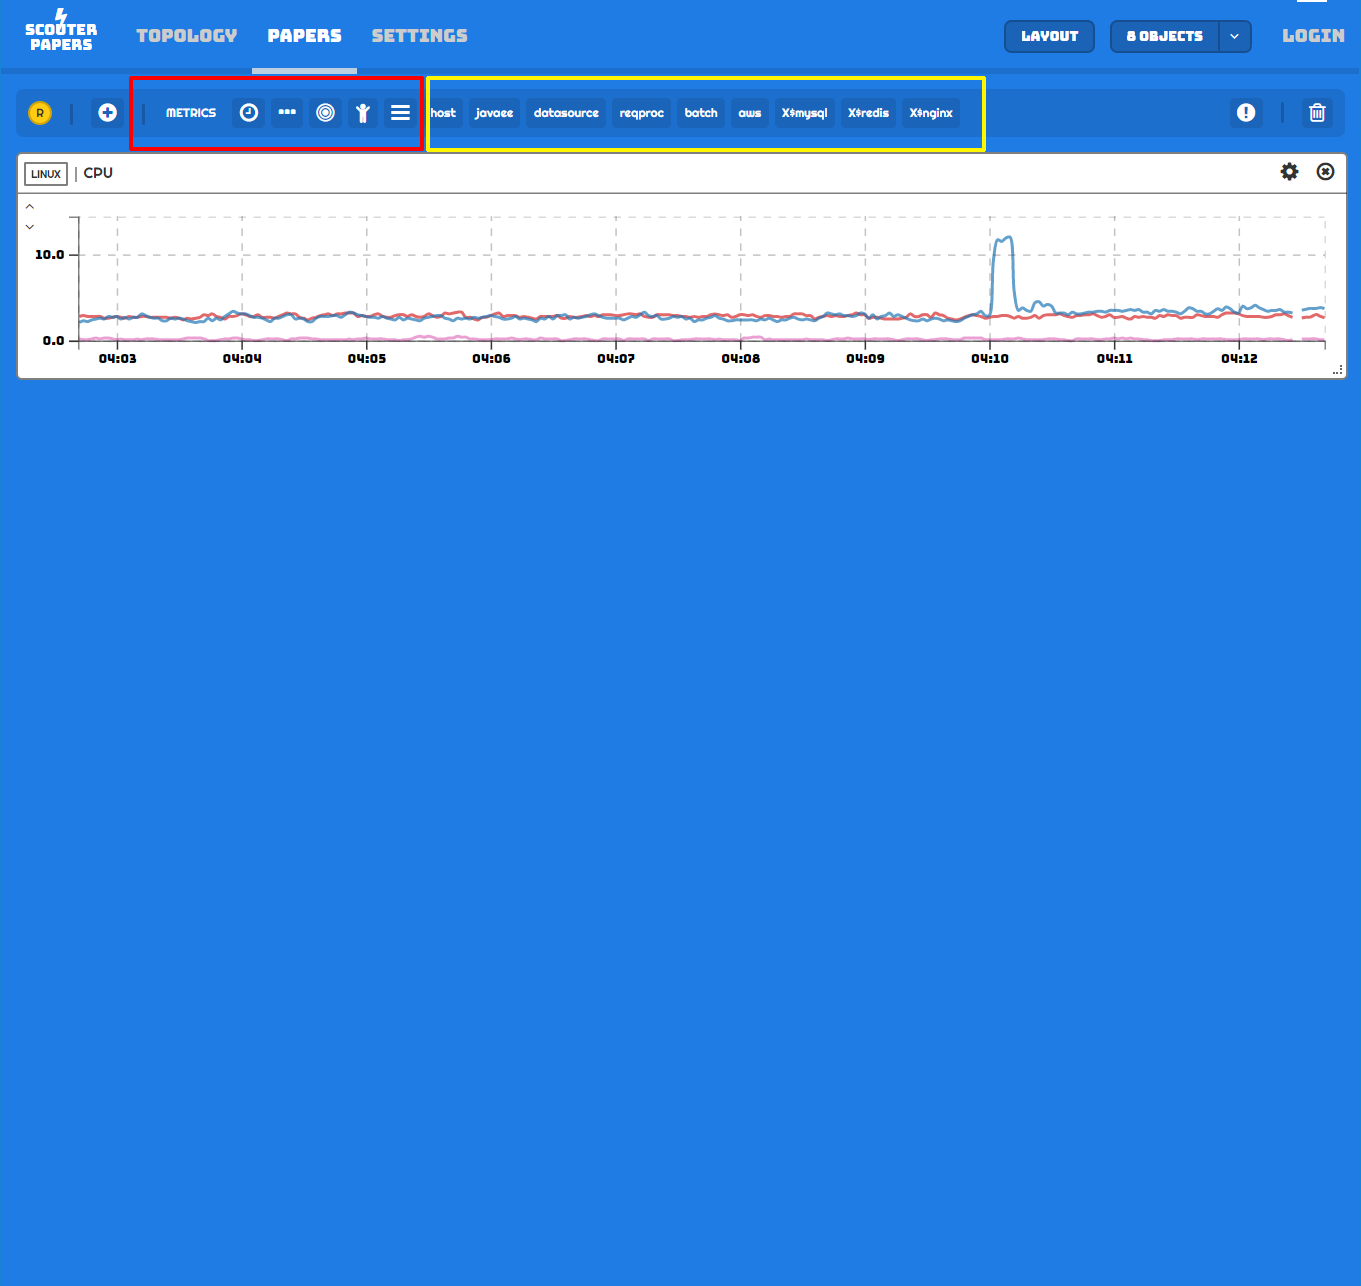 SCOUTER
PAPERS
TOPOLOGY PAPERS SETTINGS LAYOUT 8 OBJECTS LOGIN
R METRICS host javaee datasource reqproc batch aws X$mysql X$redis X$nginx
LINUX | CPU
10.0
0.0
04:03 04:04 04:05 04:06 04:07 04:08 04:09 04:10 04:11 04:12